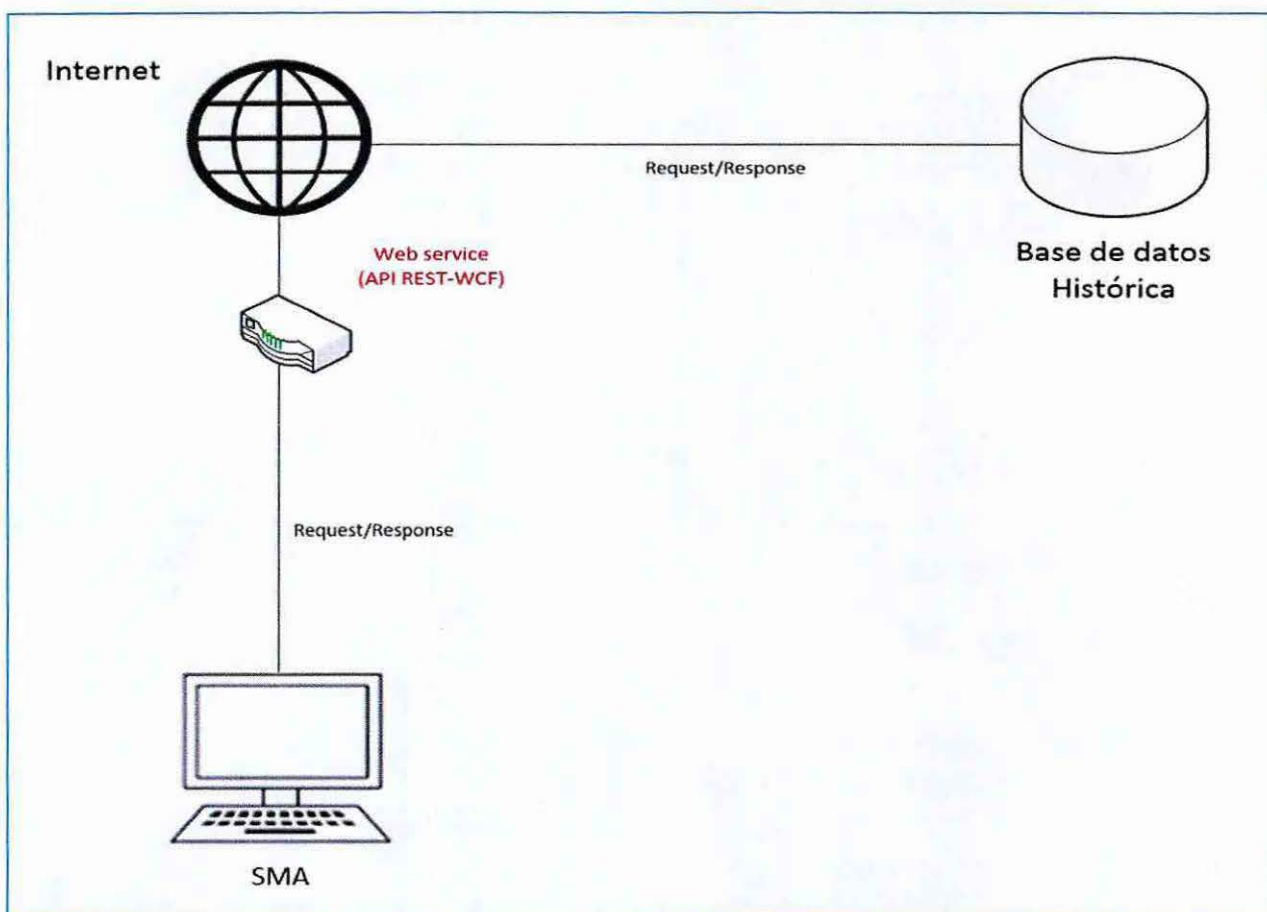 Internet
Request/Response
Web service
(API REST-WCF)
Base de datos
Histórica
Request/Response
SMA